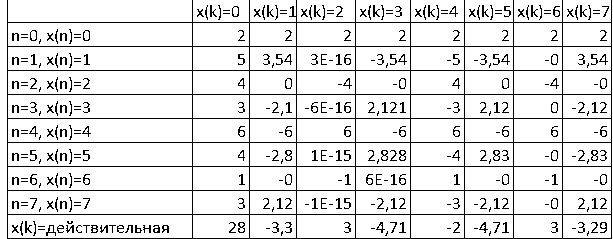 x(k)=0 x(k)=1 x(k)=2 x(k)=3 x(k)=4 x(k)=5 x(k)=6 x(k)=7
n=0, x(n)=0 2 2 2 2 2 2 2 2
n=1, x(n)=1 5 3,54 3E-16 -3,54 -5 -3,54 -0 3,54
n=2, x(n)=2 4 0 -4 -0 4 0 -4 -0
n=3, x(n)=3 3 -2,1 -6E-16 2,121 -3 2,12 0 -2,12
n=4, x(n)=4 6 -6 6 -6 6 -6 6 -6
n=5, x(n)=5 4 -2,8 1E-15 2,828 -4 2,83 -0 -2,83
n=6, x(n)=6 1 -0 -1 6E-16 1 -0 -1 -0
n=7, x(n)=7 3 2,12 -1E-15 -2,12 -3 -2,12 -0 2,12
x(k)=действительная 28 -3,3 3 -4,71 -2 -4,71 3 -3,29